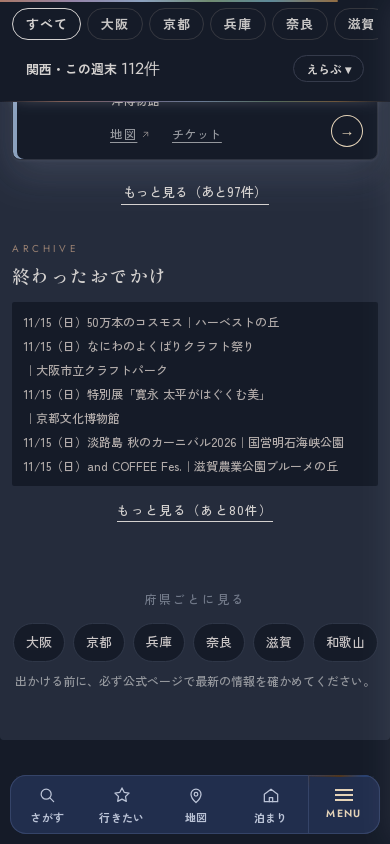 すべて 大阪 京都 兵庫 奈良 滋賀
関西・この週末 112件 えらぶ ▾
洋博物館
地図 ↗ チケット →
もっと見る（あと97件）
ARCHIVE
終わったおでかけ
11/15（日）50万本のコスモス｜ハーベストの丘
11/15（日）なにわのよくばりクラフト祭り
｜大阪市立クラフトパーク
11/15（日）特別展「寛永 太平がはぐくむ美」
｜京都文化博物館
11/15（日）淡路島 秋のカーニバル2026｜国営明石海峡公園
11/15（日）and COFFEE Fes.｜滋賀農業公園ブルーメの丘
もっと見る（あと80件）
府県ごとに見る
大阪 京都 兵庫 奈良 滋賀 和歌山
出かける前に、必ず公式ページで最新の情報を確かめてください。
さがす 行きたい 地図 泊まり MENU